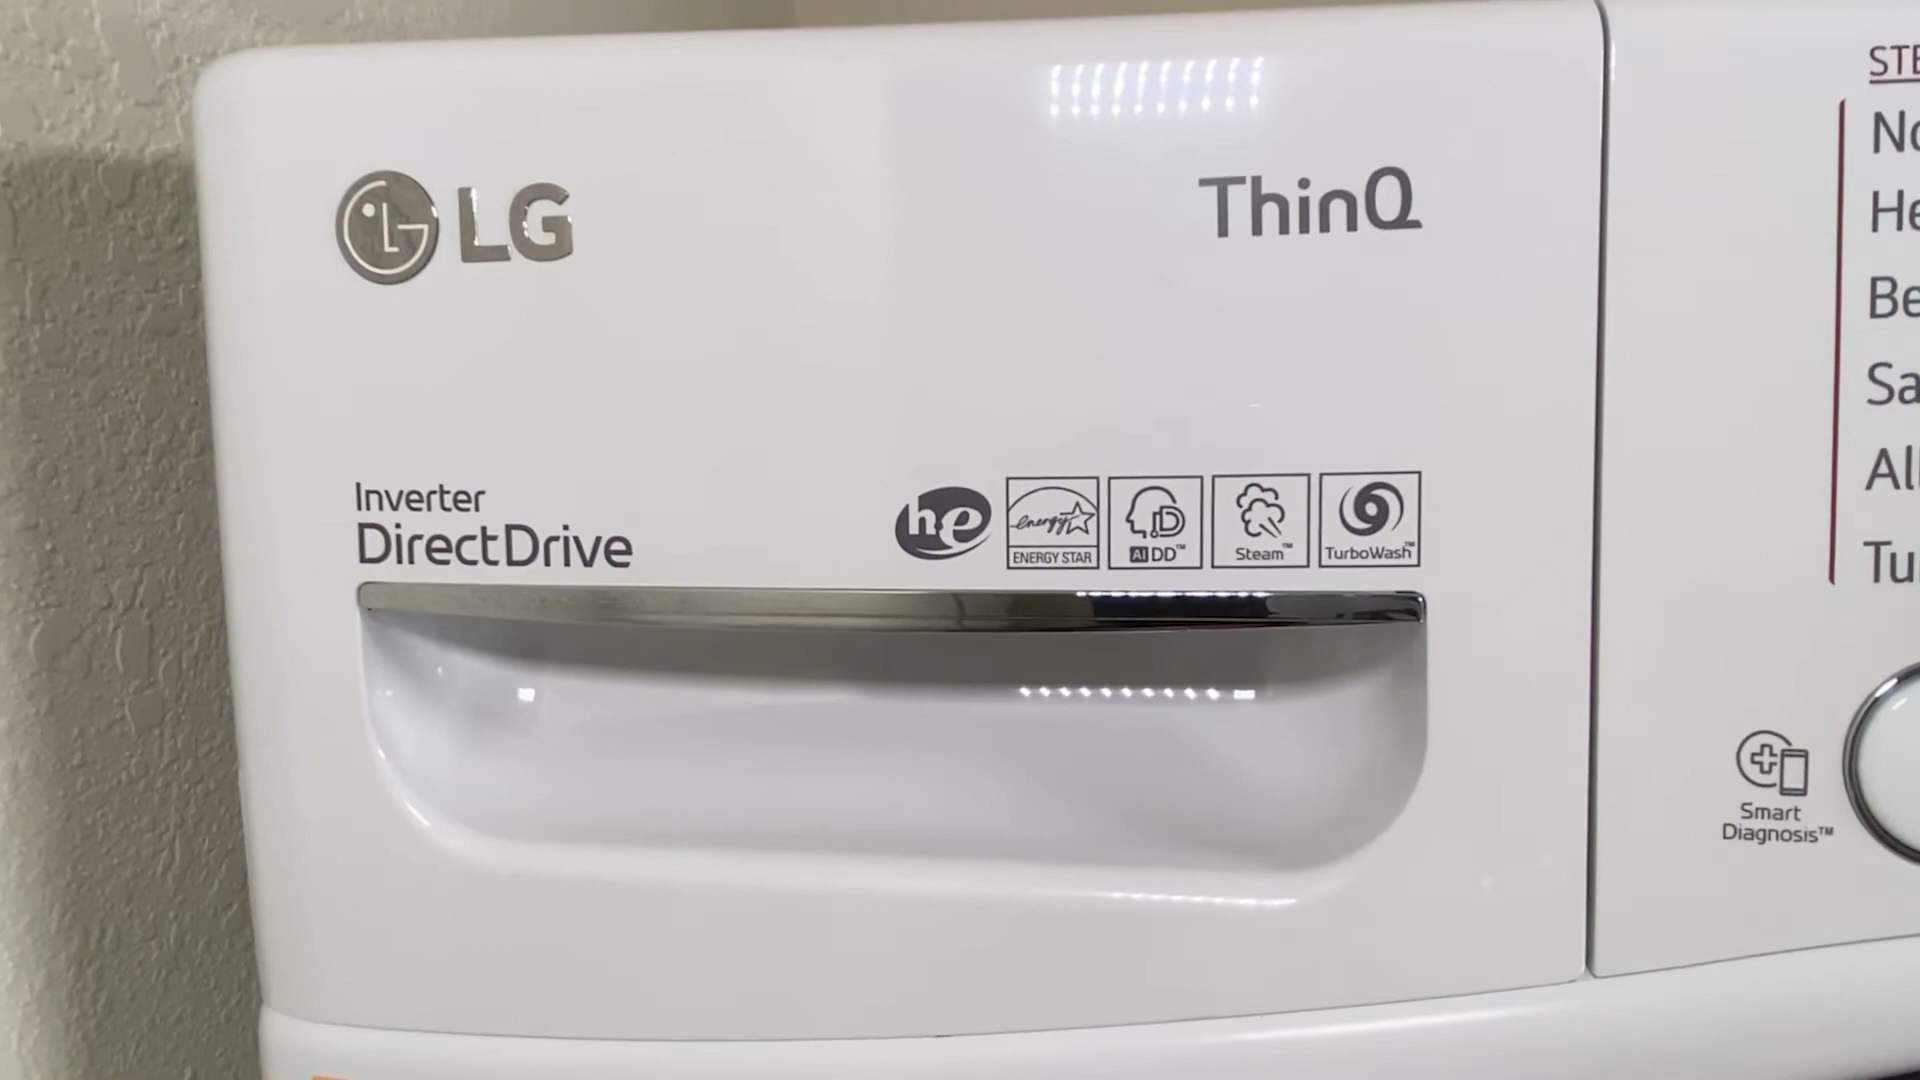 LG
ThinQ
Inverter
DirectDrive
he
energy
ENERGY STAR
AI DD™
Steam™
TurboWash™
Smart
Diagnosis™